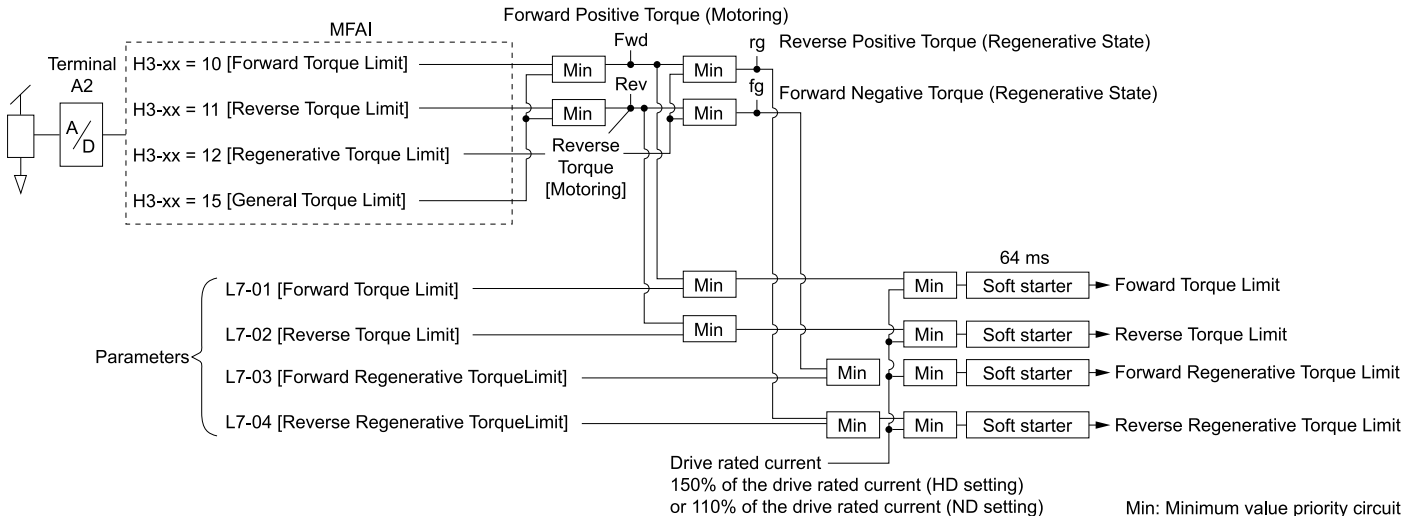 Forward Positive Torque (Motoring)
MFAI
Terminal
A2
A/D
H3-xx = 10 [Forward Torque Limit]
H3-xx = 11 [Reverse Torque Limit]
H3-xx = 12 [Regenerative Torque Limit]
H3-xx = 15 [General Torque Limit]
Min
Min
Fwd
Rev
Reverse
Torque
[Motoring]
Min
Min
rg
Reverse Positive Torque (Regenerative State)
fg
Forward Negative Torque (Regenerative State)
Parameters
L7-01 [Forward Torque Limit]
L7-02 [Reverse Torque Limit]
L7-03 [Forward Regenerative TorqueLimit]
L7-04 [Reverse Regenerative TorqueLimit]
Min
Min
Min
Min
64 ms
Min Soft starter Foward Torque Limit
Min Soft starter Reverse Torque Limit
Min Soft starter Forward Regenerative Torque Limit
Min Soft starter Reverse Regenerative Torque Limit
Drive rated current
150% of the drive rated current (HD setting)
or 110% of the drive rated current (ND setting)
Min: Minimum value priority circuit